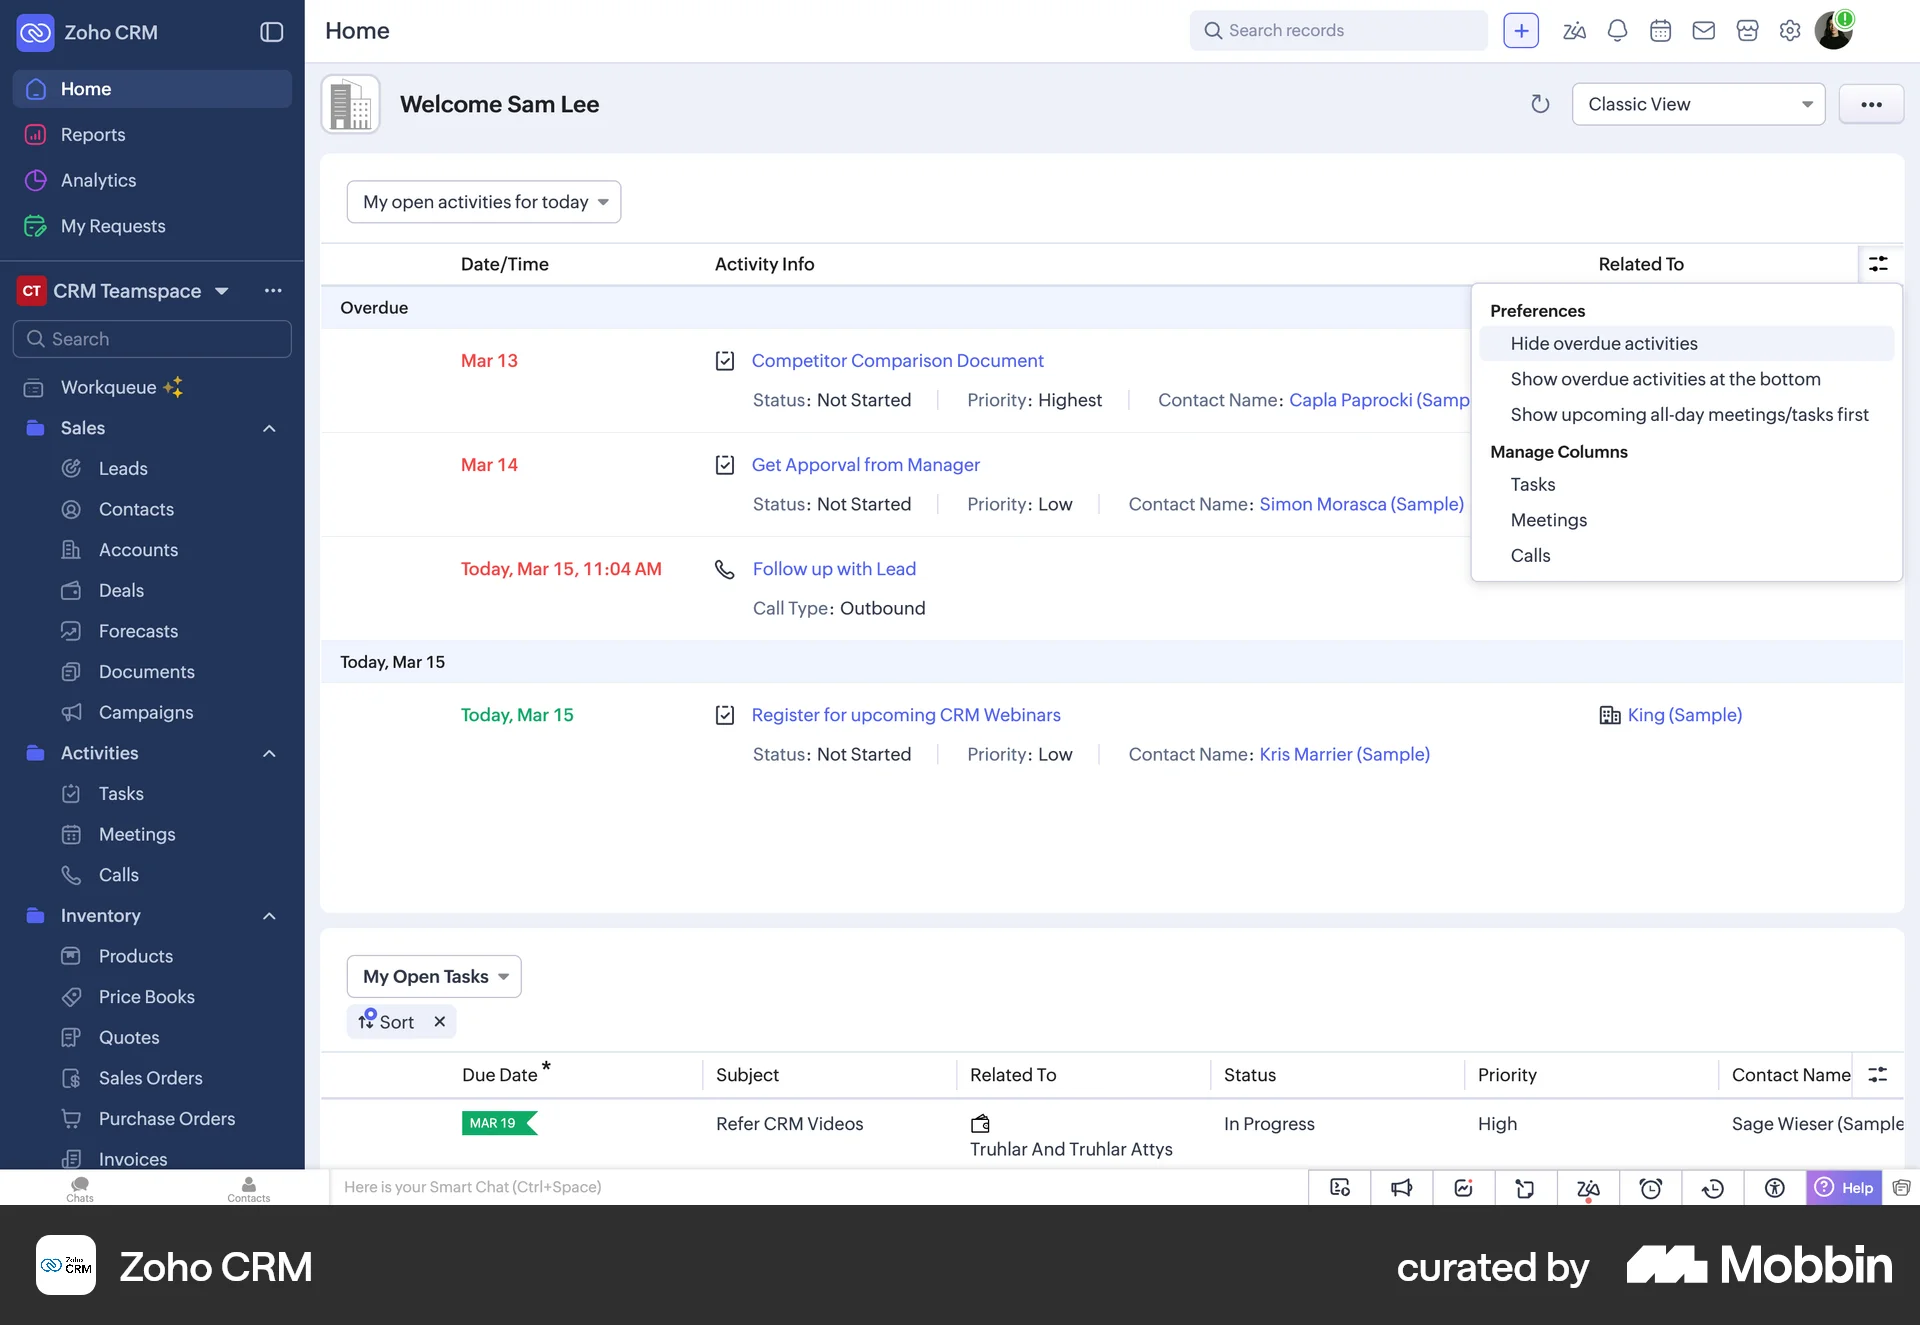 Zoho CRM
Home
Search records
Home
Reports
Analytics
My Requests
CT CRM Teamspace
Search
Workqueue
Sales
Leads
Contacts
Accounts
Deals
Forecasts
Documents
Campaigns
Activities
Tasks
Meetings
Calls
Inventory
Products
Price Books
Quotes
Sales Orders
Purchase Orders
Invoices
Welcome Sam Lee
Classic View
My open activities for today
Date/Time Activity Info Related To
Overdue
Mar 13 Competitor Comparison Document
Status: Not Started Priority: Highest Contact Name: Capla Paprocki (Samp
Mar 14 Get Apporval from Manager
Status: Not Started Priority: Low Contact Name: Simon Morasca (Sample)
Today, Mar 15, 11:04 AM Follow up with Lead
Call Type: Outbound
Preferences
Hide overdue activities
Show overdue activities at the bottom
Show upcoming all-day meetings/tasks first
Manage Columns
Tasks
Meetings
Calls
Today, Mar 15
Today, Mar 15 Register for upcoming CRM Webinars King (Sample)
Status: Not Started Priority: Low Contact Name: Kris Marrier (Sample)
My Open Tasks
Sort
Due Date * Subject Related To Status Priority Contact Name
MAR 19 Refer CRM Videos In Progress High Sage Wieser (Sample
Truhlar And Truhlar Attys
Chats Contacts Here is your Smart Chat (Ctrl+Space) Help
Zoho CRM Zoho CRM curated by Mobbin